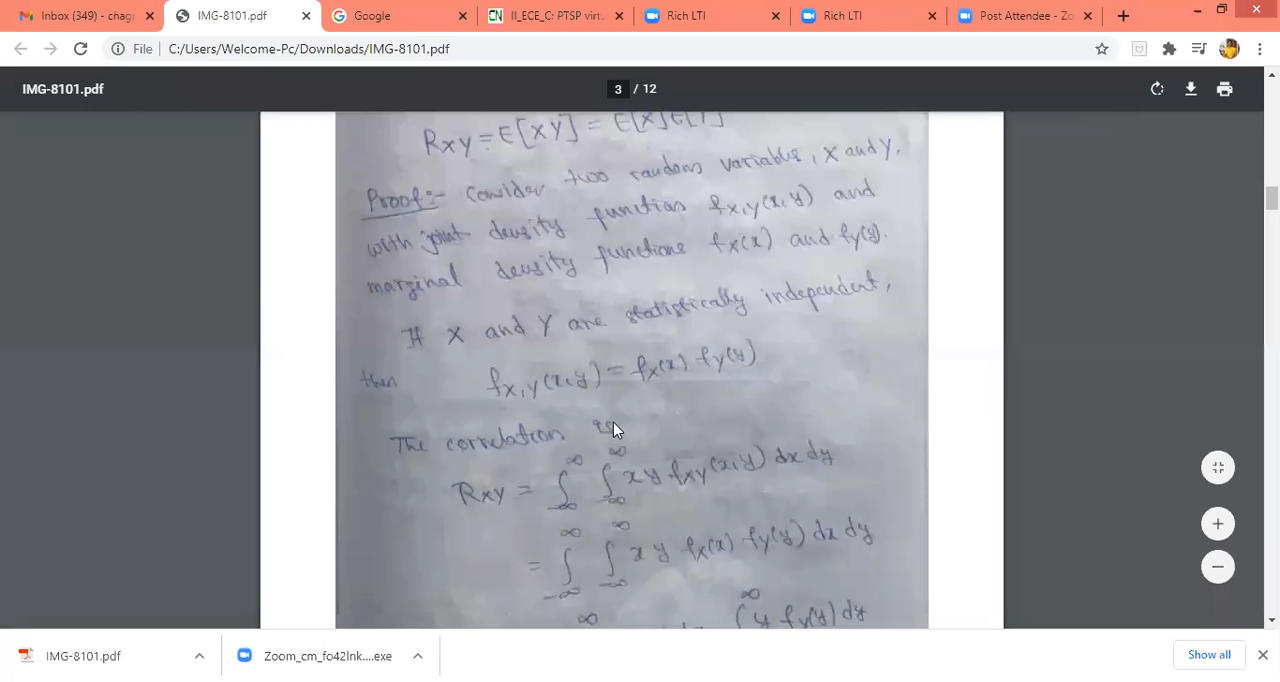 Inbox (349) - chag
IMG-8101.pdf
Google
II_ECE_C: PTSP virt
Rich LTI
Rich LTI
Post Attendee - Zo
File
C:/Users/Welcome-Pc/Downloads/IMG-8101.pdf
IMG-8101.pdf
3 / 12
RXY = E[XY] = E[X]E[Y]
Proof:- Consider two random variables, X and Y,
with joint density function fX,Y(x,y) and
marginal density functions fX(x) and fY(y).
If X and Y are statistically independent,
then fX,Y(x,y) = fX(x) fY(y)
The correlation is
RXY = ∫-∞^∞ ∫-∞^∞ x y fXY(x,y) dx dy
= ∫-∞^∞ ∫-∞^∞ x y fX(x) fY(y) dx dy
∞ ∞ ∫ y fY(y) dy
IMG-8101.pdf
Zoom_cm_fo42lnk....exe
Show all